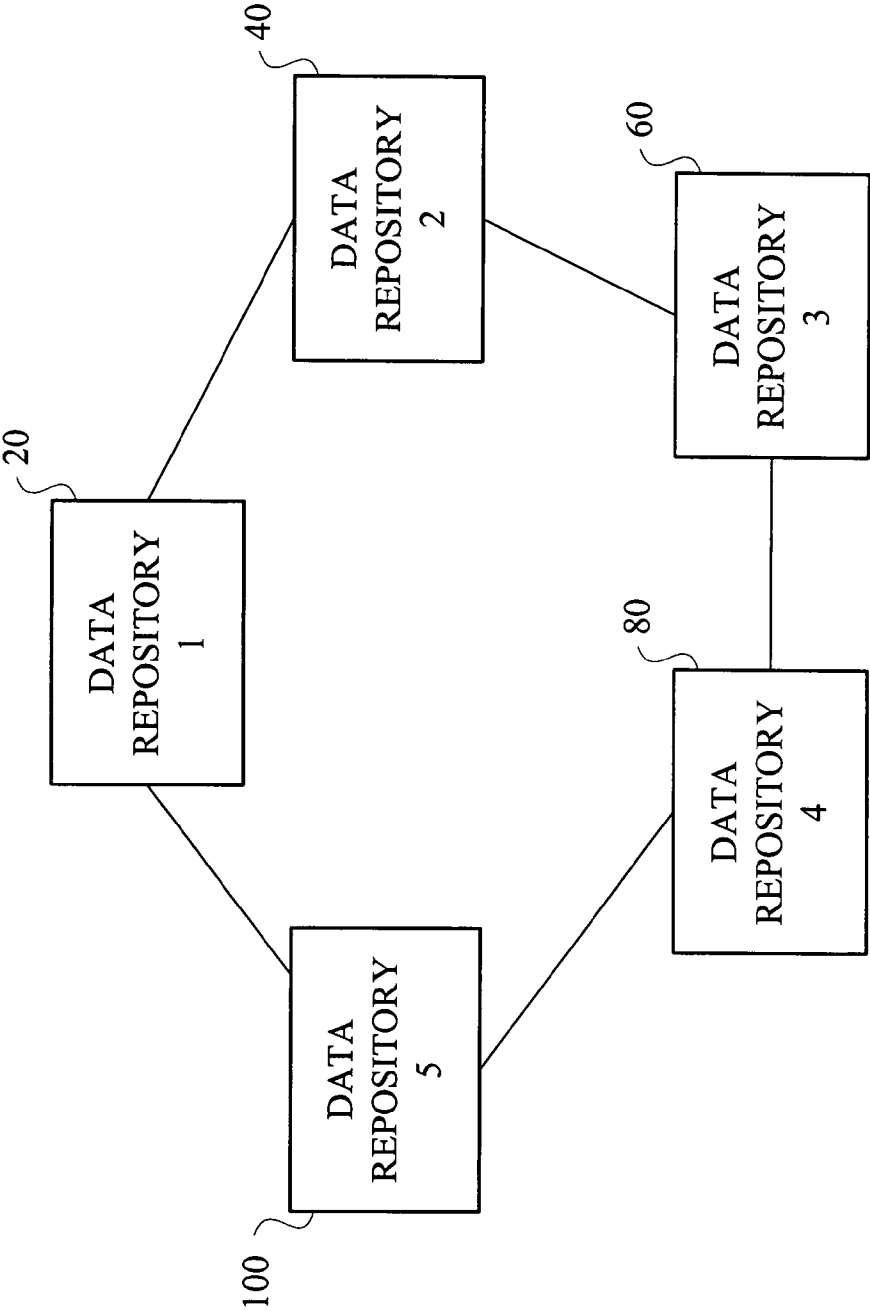 20
DATA
REPOSITORY
1
40
DATA
REPOSITORY
2
60
DATA
REPOSITORY
3
80
DATA
REPOSITORY
4
100
DATA
REPOSITORY
5